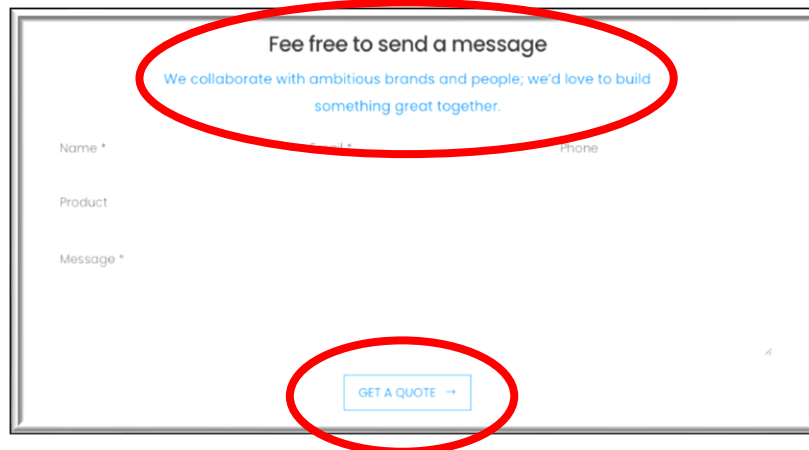 Fee free to send a message
We collaborate with ambitious brands and people; we'd love to build
something great together.
Name * Email * Phone
Product
Message *
GET A QUOTE →